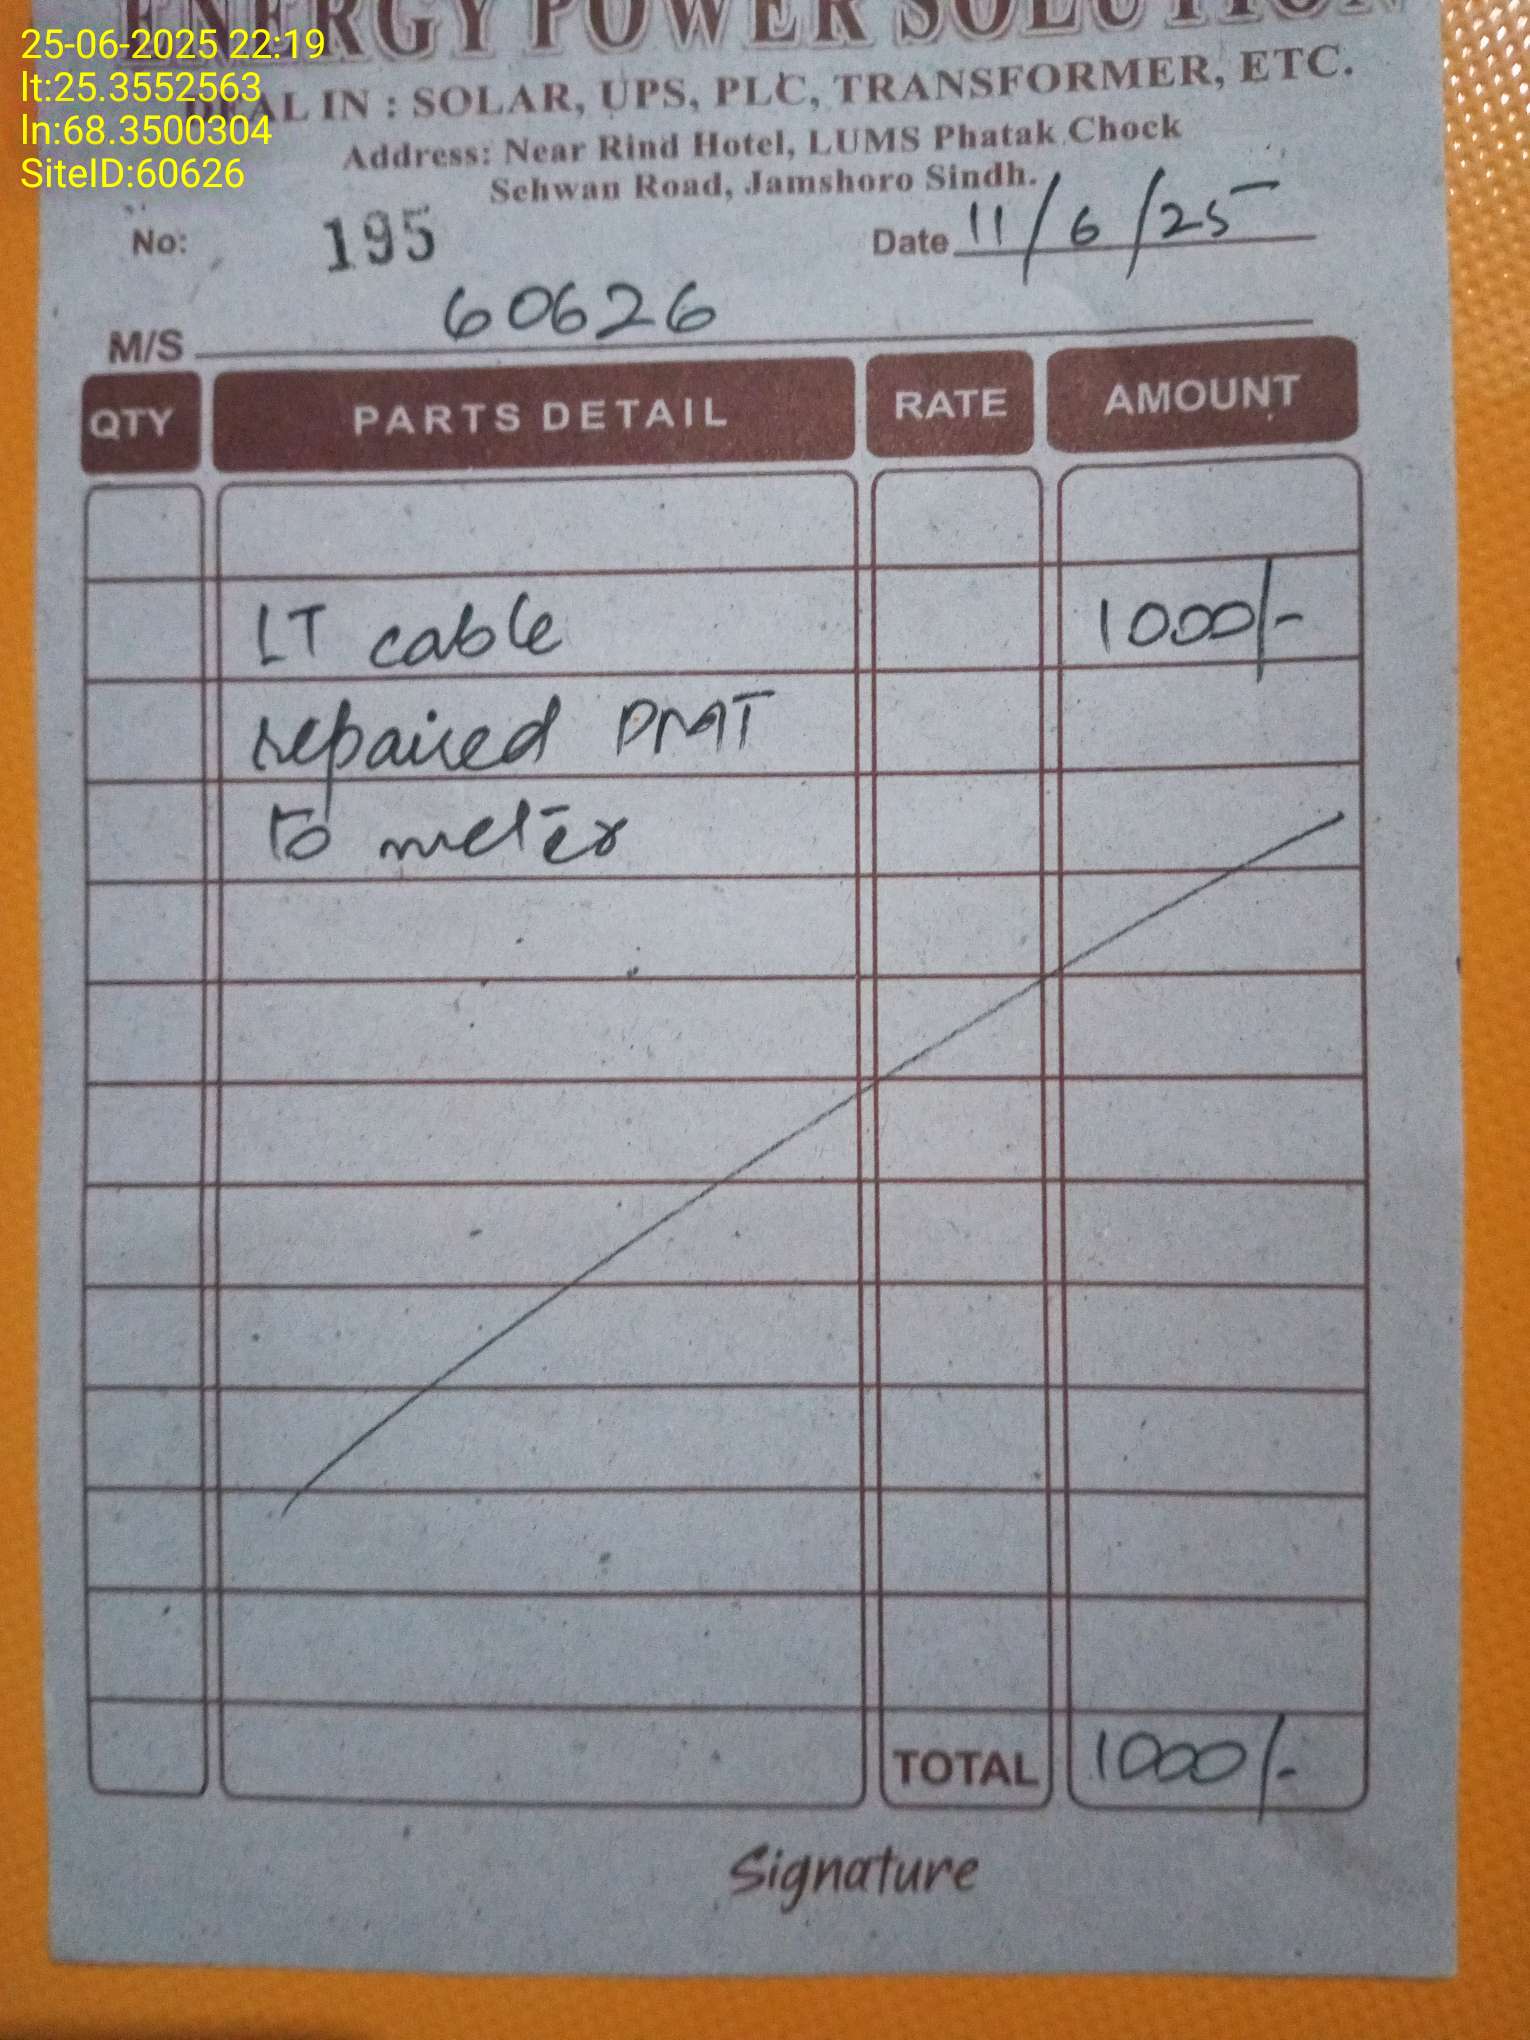 ENERGY POWER SOLUTION
25-06-2025 22:19
lt:25.3552563
ln:68.3500304
SiteID:60626
DEAL IN : SOLAR, UPS, PLC, TRANSFORMER, ETC.
Address: Near Rind Hotel, LUMS Phatak Chock
Sehwan Road, Jamshoro Sindh.
No: 195 Date 11/6/25
M/S 60626
QTY PARTS DETAIL RATE AMOUNT
LT cable 1000/-
repaired PMT
to meter
TOTAL 1000/-
Signature